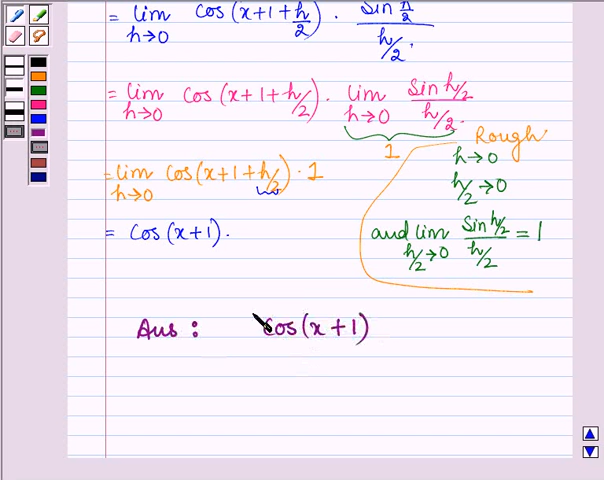 = lim h→0 cos(x+1+h/2) · sin h/2 / h/2 .
= lim h→0 cos(x+1+h/2) · lim h→0 sin h/2 / h/2 .
1
Rough
h→0
h/2→0
and lim h/2→0 sin h/2 / h/2 = 1
= lim h→0 cos(x+1+h/2) · 1
= cos(x+1) .
Ans : cos(x+1)